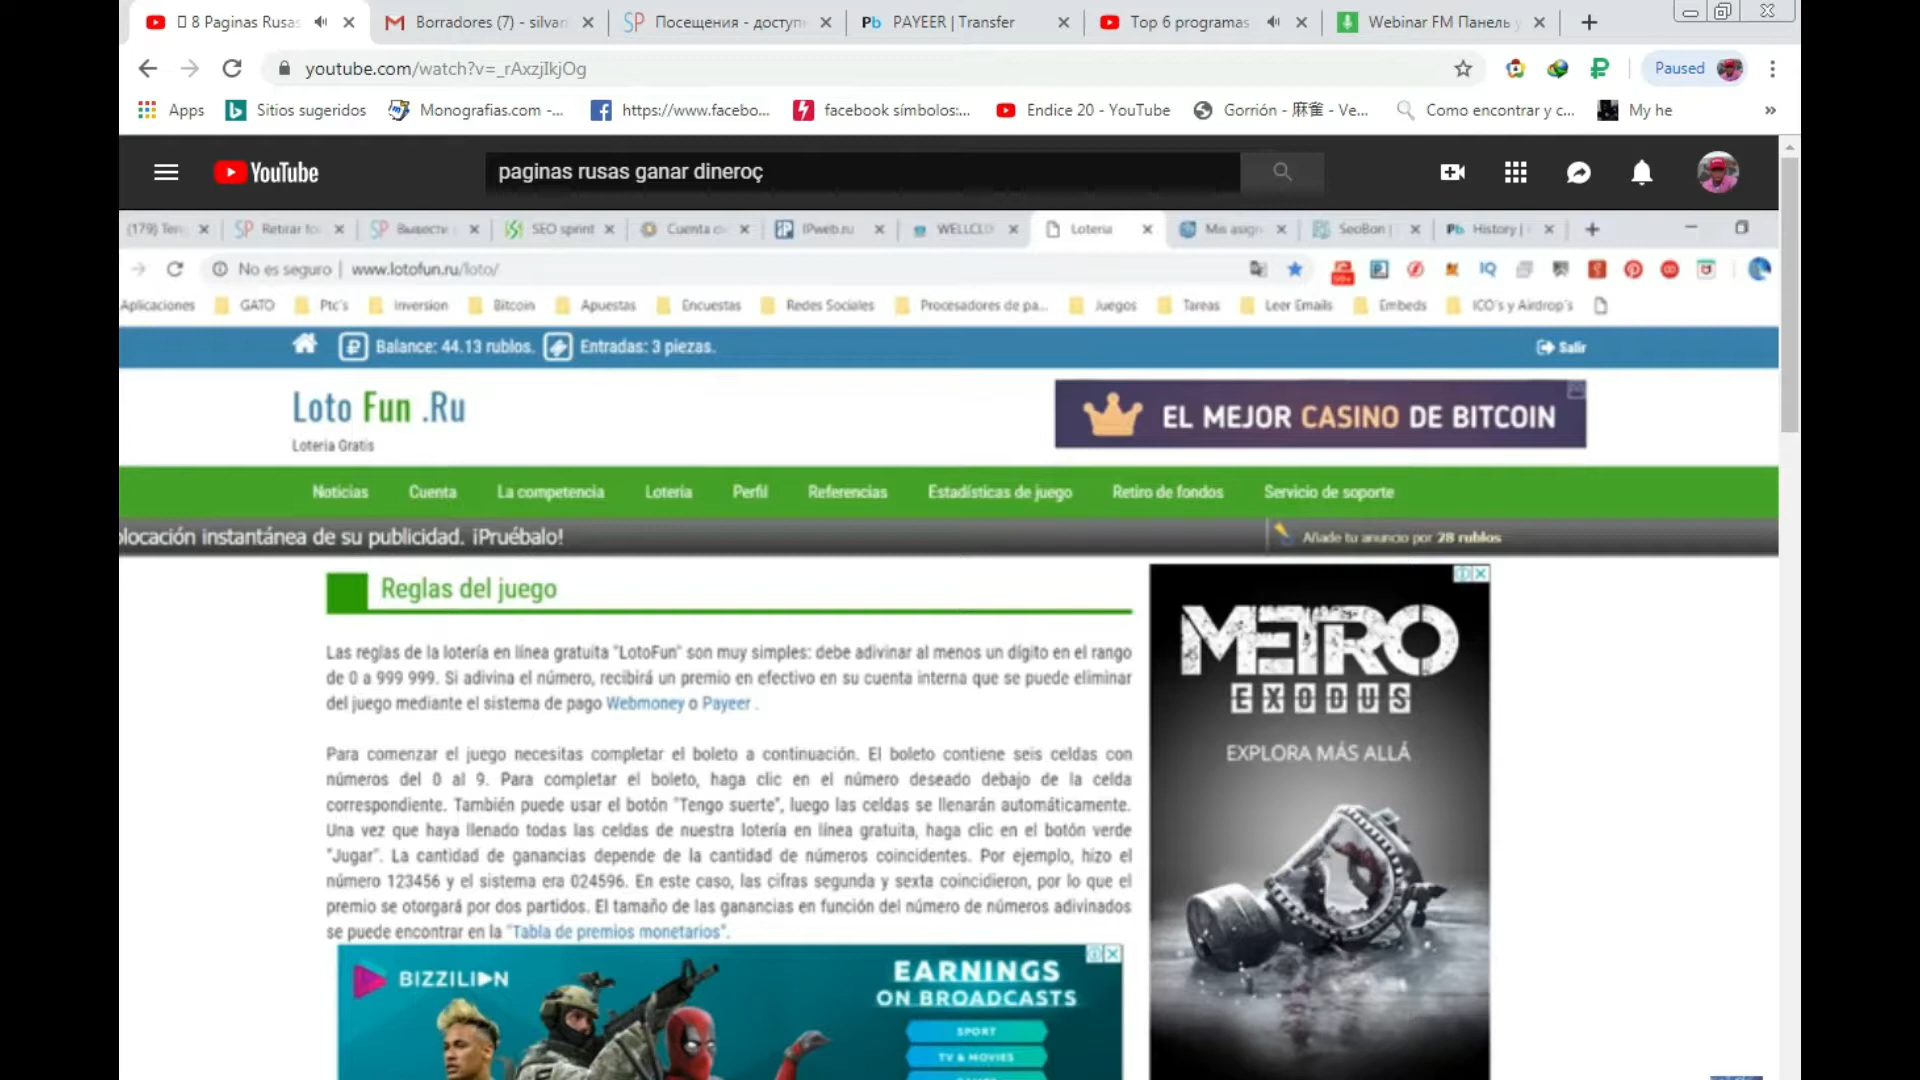 8 Paginas Rusas
Borradores (7) - silvan
Посещения - доступн
PAYEER | Transfer
Top 6 programas
Webinar FM Панель у
youtube.com/watch?v=_rAxzjIkjOg
Paused
Apps
Sitios sugeridos
Monografias.com -...
https://www.facebo...
facebook símbolos:...
Endice 20 - YouTube
Gorrión - 麻雀 - Ve...
Como encontrar y c...
My he
»
YouTube
paginas rusas ganar dineroç
(179) Ten
Retirar fo
Вывести
SEO sprint
Cuenta de
IPweb.ru
WELLCLI
Loteria
Mis asign
SeoBon |
History |
No es seguro | www.lotofun.ru/loto/
IQ
Aplicaciones
GATO
Ptc's
Inversion
Bitcoin
Apuestas
Encuestas
Redes Sociales
Procesadores de pa...
Juegos
Tareas
Leer Emails
Embeds
ICO's y Airdrop's
Balance: 44.13 rublos.
Entradas: 3 piezas.
Salir
Loto Fun .Ru
Loteria Gratis
EL MEJOR CASINO DE BITCOIN
Noticias
Cuenta
La competencia
Loteria
Perfil
Referencias
Estadísticas de juego
Retiro de fondos
Servicio de soporte
olocación instantánea de su publicidad. ¡Pruébalo!
Añade tu anuncio por 28 rublos
Reglas del juego
Las reglas de la lotería en línea gratuita "LotoFun" son muy simples: debe adivinar al menos un dígito en el rango
de 0 a 999 999. Si adivina el número, recibirá un premio en efectivo en su cuenta interna que se puede eliminar
del juego mediante el sistema de pago Webmoney o Payeer .
Para comenzar el juego necesitas completar el boleto a continuación. El boleto contiene seis celdas con
números del 0 al 9. Para completar el boleto, haga clic en el número deseado debajo de la celda
correspondiente. También puede usar el botón "Tengo suerte", luego las celdas se llenarán automáticamente.
Una vez que haya llenado todas las celdas de nuestra lotería en línea gratuita, haga clic en el botón verde
"Jugar". La cantidad de ganancias depende de la cantidad de números coincidentes. Por ejemplo, hizo el
número 123456 y el sistema era 024596. En este caso, las cifras segunda y sexta coincidieron, por lo que el
premio se otorgará por dos partidos. El tamaño de las ganancias en función del número de números adivinados
se puede encontrar en la "Tabla de premios monetarios".
METRO
EXODUS
EXPLORA MÁS ALLÁ
BIZZILION
EARNINGS
ON BROADCASTS
SPORT
TV & MOVIES